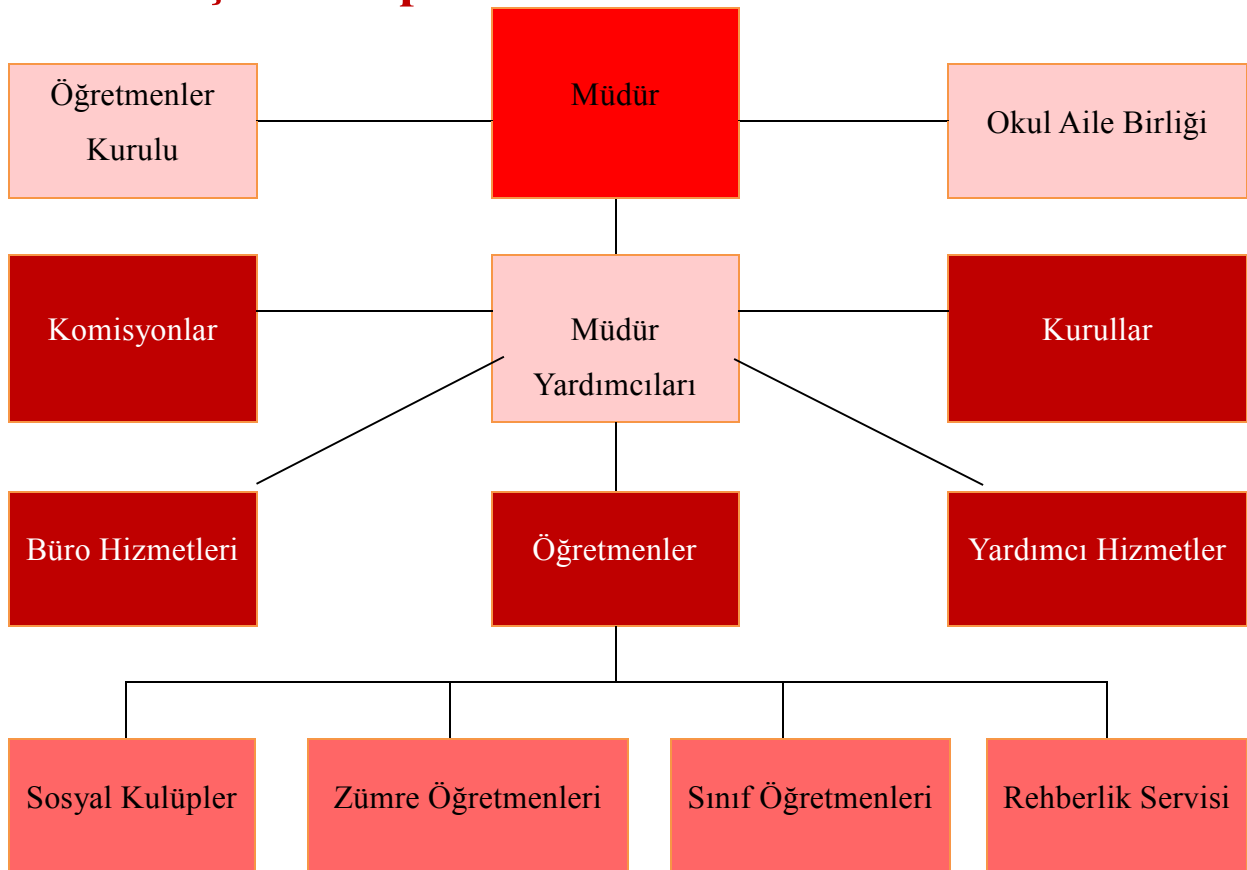 Öğretmenler
Kurulu
Müdür
Okul Aile Birliği
Komisyonlar
Müdür
Yardımcıları
Kurullar
Büro Hizmetleri
Öğretmenler
Yardımcı Hizmetler
Sosyal Kulüpler
Zümre Öğretmenleri
Sınıf Öğretmenleri
Rehberlik Servisi